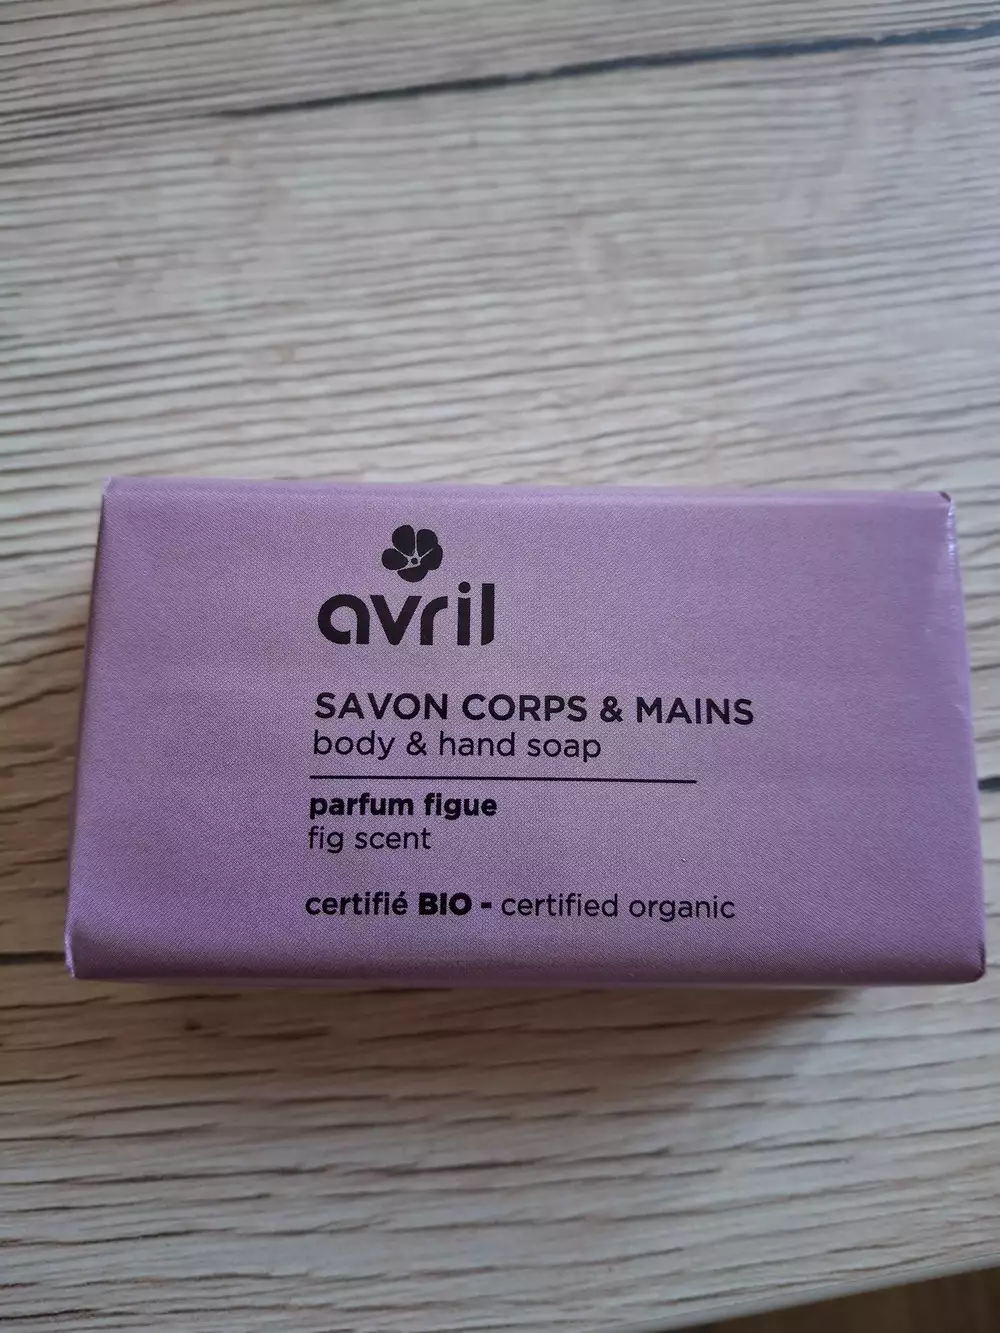 avril
SAVON CORPS & MAINS
body & hand soap
parfum figue
fig scent
certifié BIO - certified organic